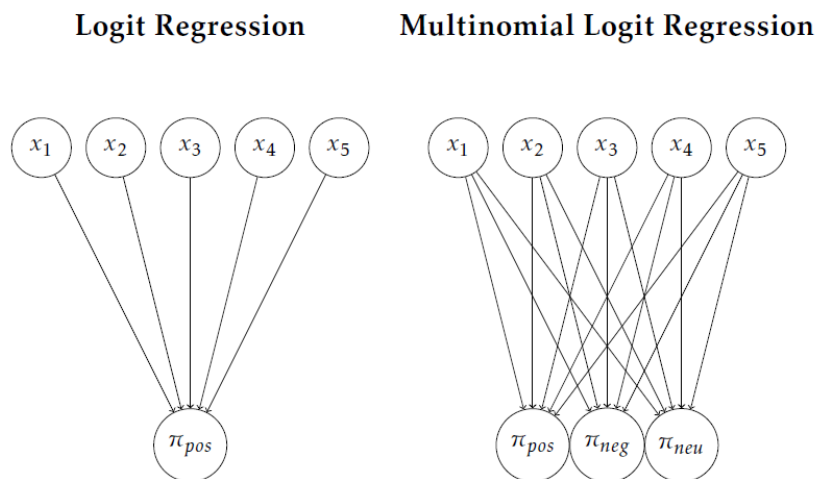 Logit Regression Multinomial Logit Regression
x1 x2 x3 x4 x5 x1 x2 x3 x4 x5
πpos πpos πneg πneu